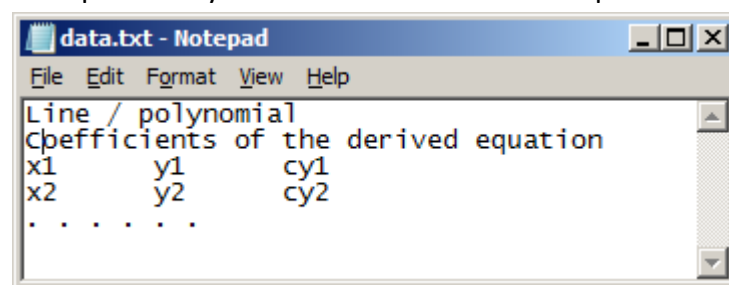 data.txt - Notepad
File Edit Format View Help
Line / polynomial
Coefficients of the derived equation
x1 y1 cy1
x2 y2 cy2
. . . . . .